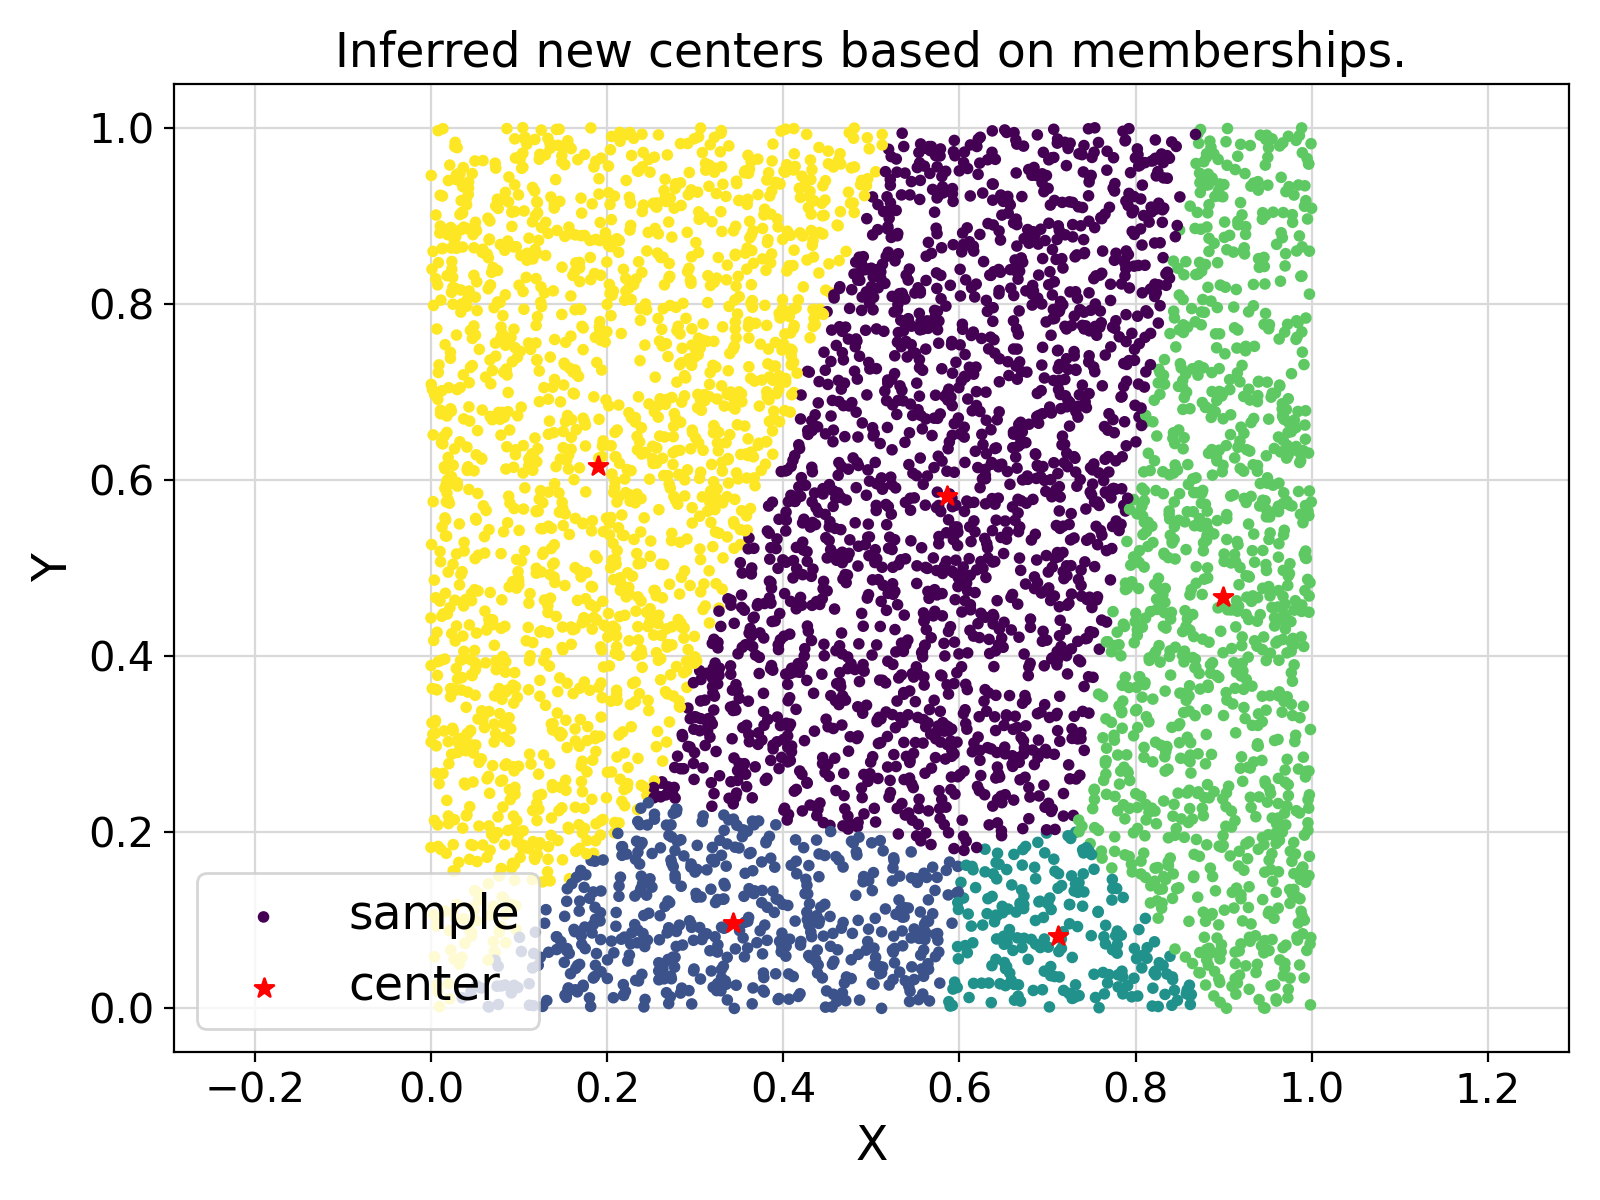 Inferred new centers based on memberships.
1.0
0.8
0.6
0.4
0.2
0.0
Y
sample
center
−0.2 0.0 0.2 0.4 0.6 0.8 1.0 1.2
X